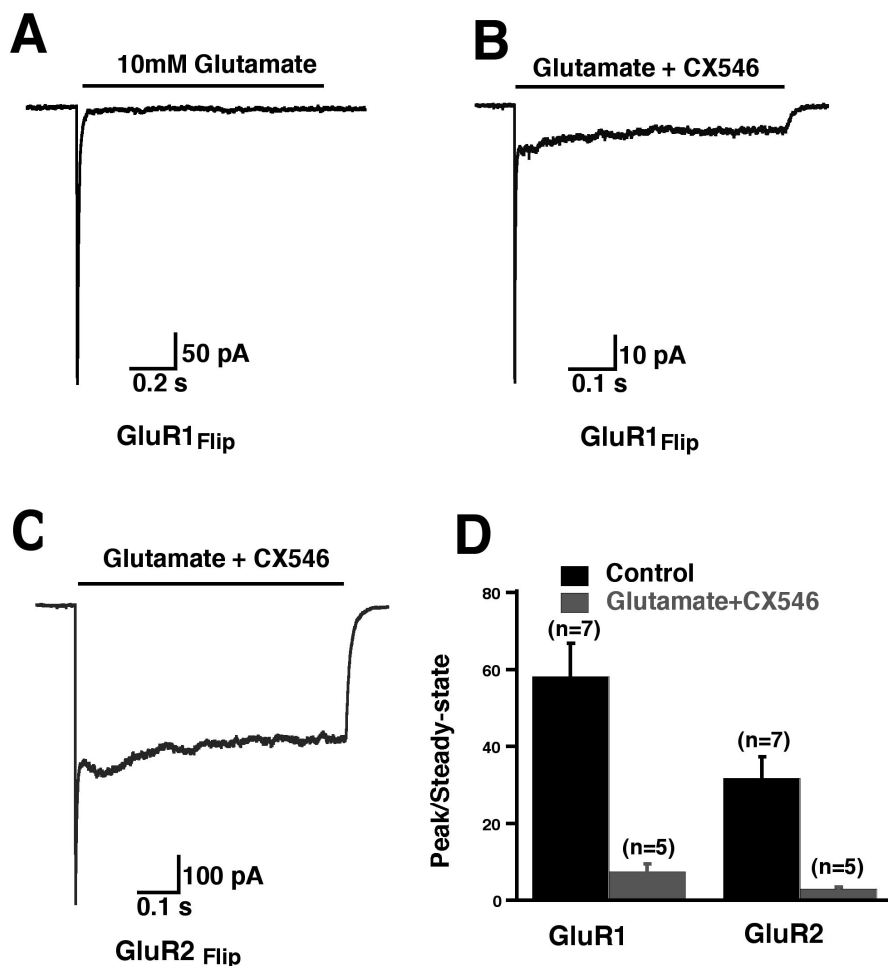 A
10mM Glutamate
50 pA
0.2 s
GluR1Flip
B
Glutamate + CX546
10 pA
0.1 s
GluR1Flip
C
Glutamate + CX546
100 pA
0.1 s
GluR2 Flip
D
Control
Glutamate+CX546
Peak/Steady-state
80
60
40
20
0
(n=7)
(n=5)
(n=7)
(n=5)
GluR1
GluR2